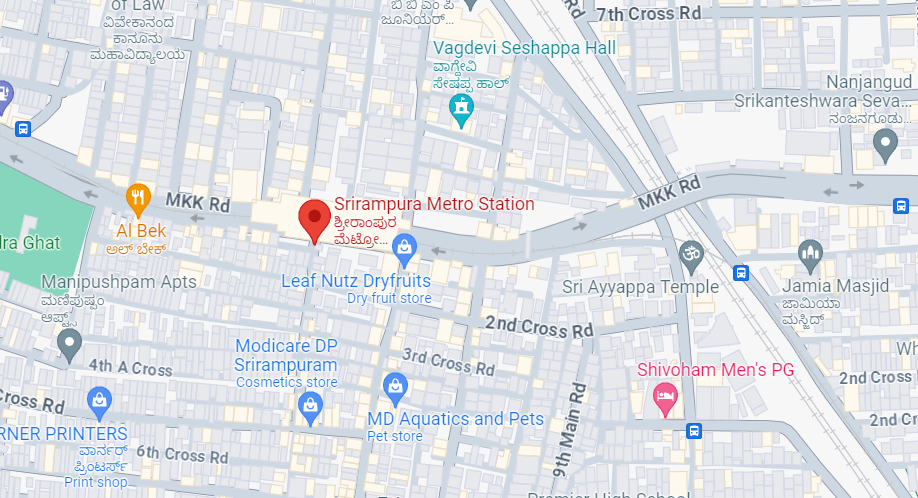 of Law
ವಿವೇಕಾನಂದ
ಕಾನೂನು
ಮಹಾವಿದ್ಯಾಲಯ
ಬಿ ಬಿ ಎಂ ಪಿ
ಜೂನಿಯರ್...
Rd
7th Cross Rd
Vagdevi Seshappa Hall
ವಾಗ್ದೇವಿ
ಸೇಷಪ್ಪ ಹಾಲ್
Nanjangud
Srikanteshwara Seva...
ನಂಜನಗೂಡು...
MKK Rd
MKK Rd
Srirampura Metro Station
ಶ್ರೀರಾಂಪುರ
ಮೆಟ್ರೋ...
Al Bek
ಅಲ್ ಬೇಕ್
dra Ghat
Leaf Nutz Dryfruits
Dry fruit store
Manipushpam Apts
ಮಣಿಪುಷ್ಪಂ
ಆಪ್ಟ್ಸ್
Sri Ayyappa Temple
Jamia Masjid
ಜಾಮಿಯಾ
ಮಸ್ಜಿದ್
2nd Cross Rd
Modicare DP
Srirampuram
Cosmetics store
3rd Cross Rd
4th A Cross
Wh
Shivoham Men's PG
2nd Cross
oss Rd
MD Aquatics and Pets
Pet store
9th Main Rd
2nd C
RNER PRINTERS
ವಾರ್ನರ್
ಪ್ರಿಂಟರ್ಸ್
Print shop
6th Cross Rd
Premier High School